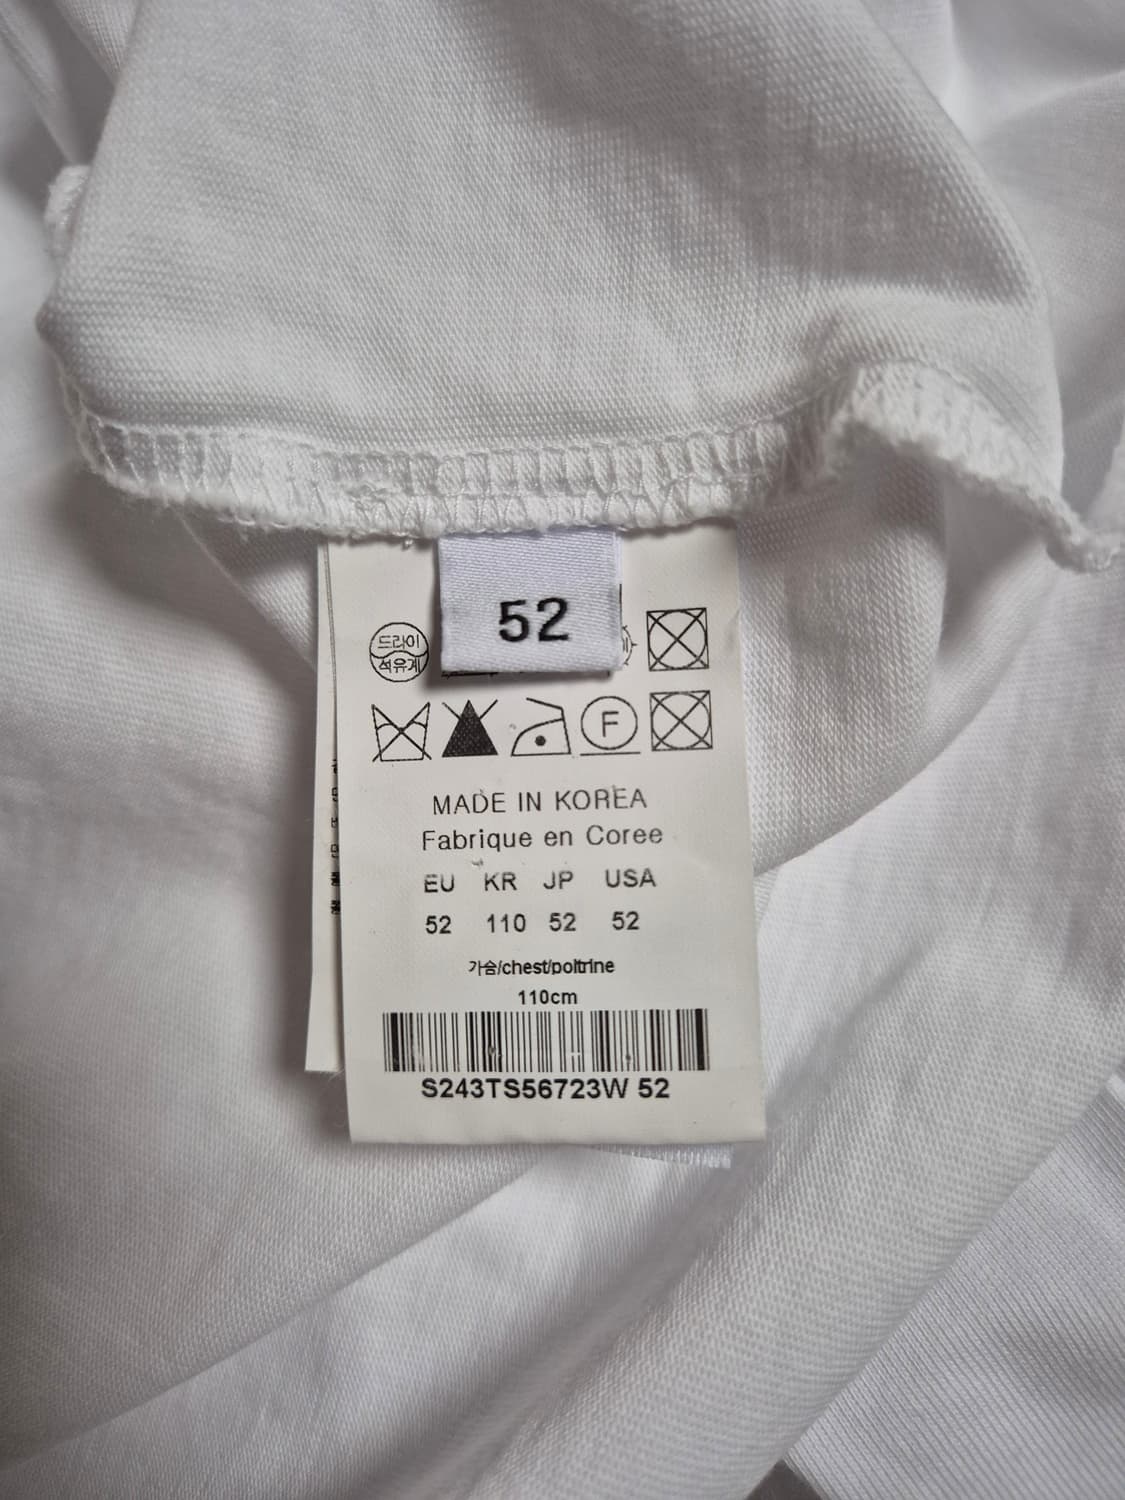 52
드라이
석유계
F
MADE IN KOREA
Fabrique en Coree
EU KR JP USA
52 110 52 52
가슴/chest/poltrine
110cm
S243TS56723W 52